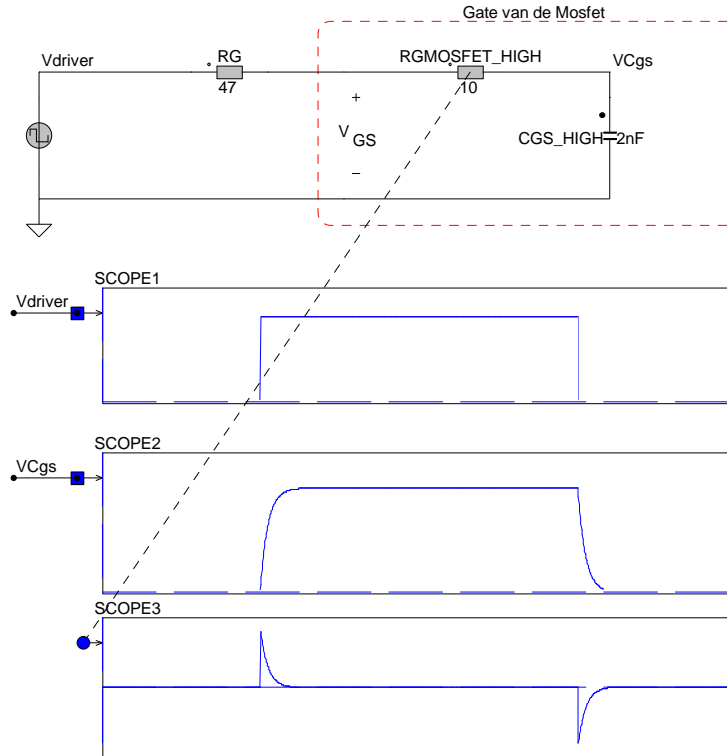 Gate van de Mosfet
Vdriver
RG
47
RGMOSFET_HIGH
10
VCgs
+
V GS
−
CGS_HIGH 2nF
SCOPE1
Vdriver
SCOPE2
VCgs
SCOPE3